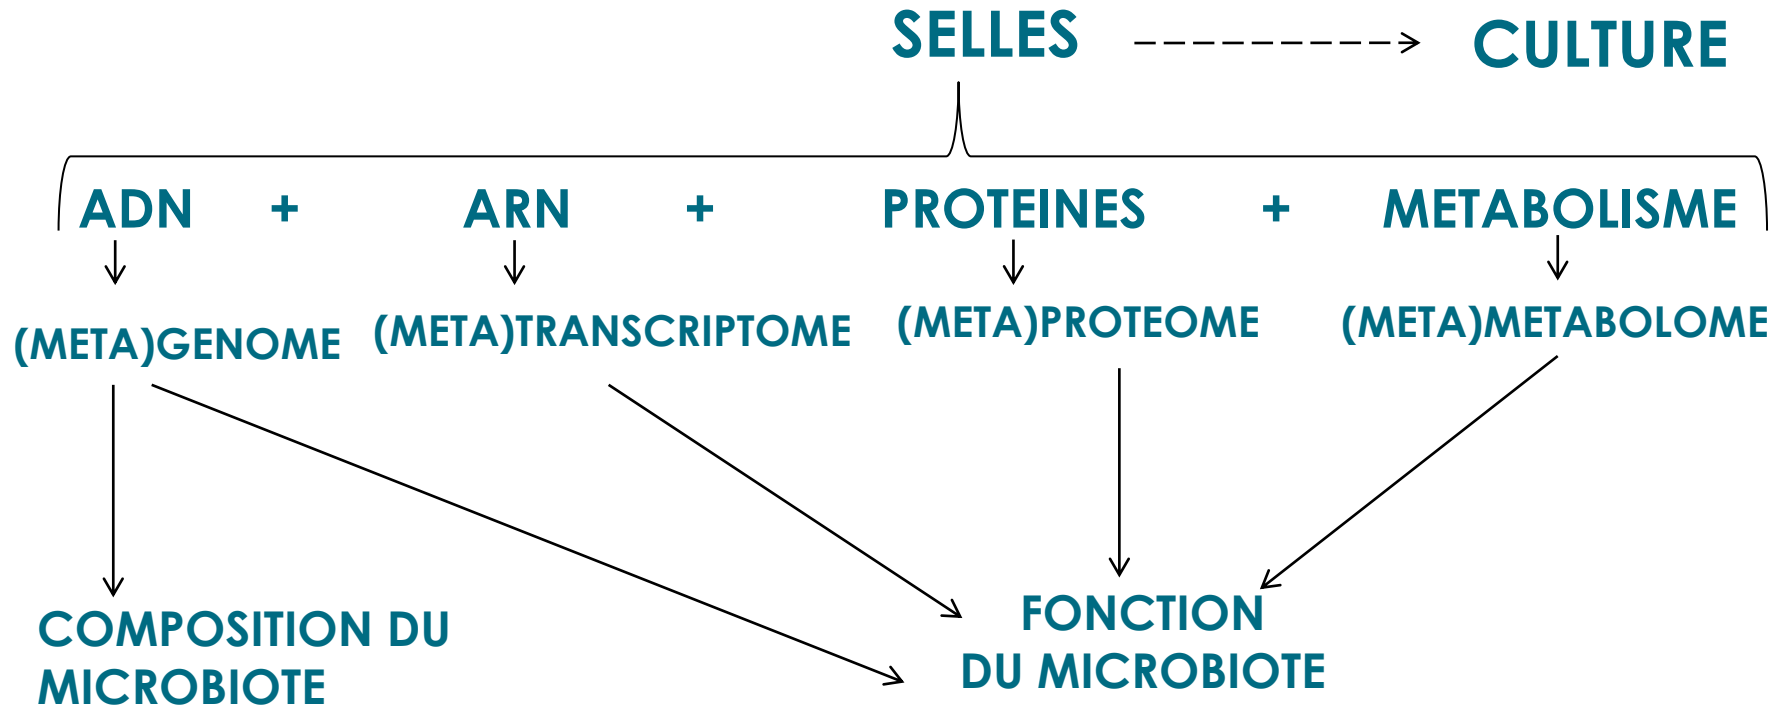 SELLES CULTURE
ADN + ARN + PROTEINES + METABOLISME
(META)GENOME (META)TRANSCRIPTOME (META)PROTEOME (META)METABOLOME
COMPOSITION DU
MICROBIOTE
FONCTION
DU MICROBIOTE